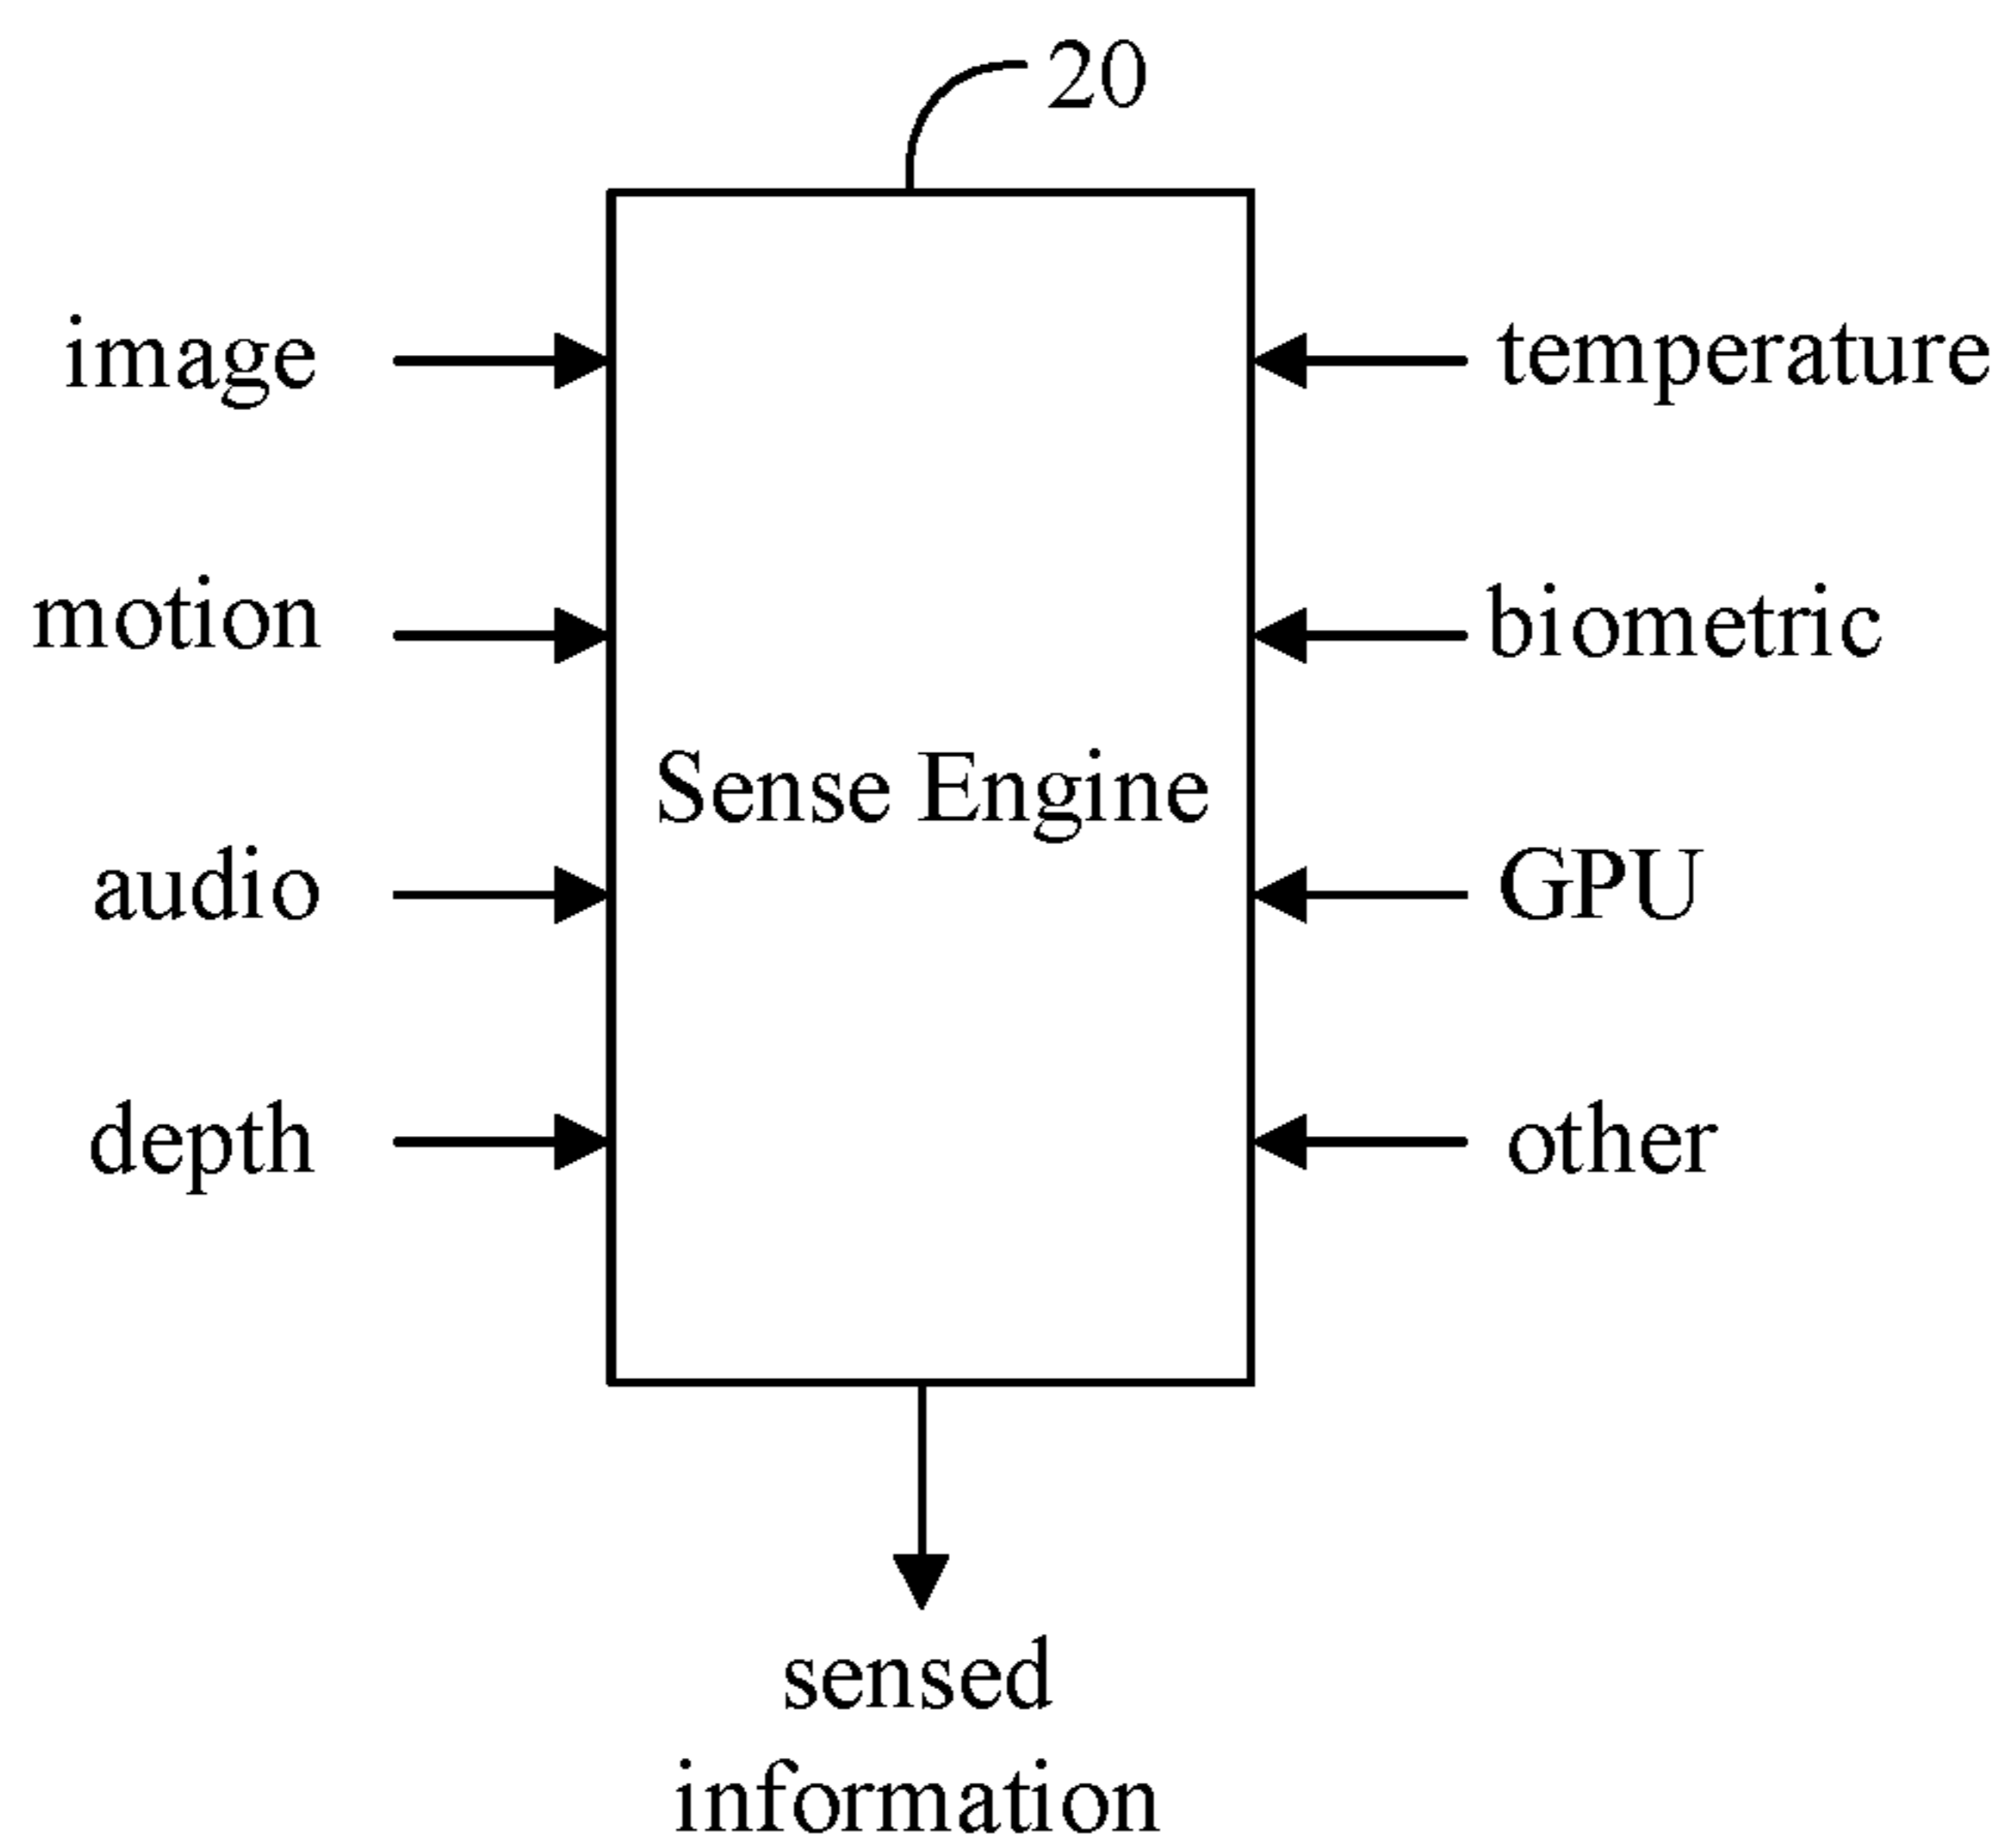 20
image
temperature
motion
biometric
Sense Engine
audio
GPU
depth
other
sensed
information